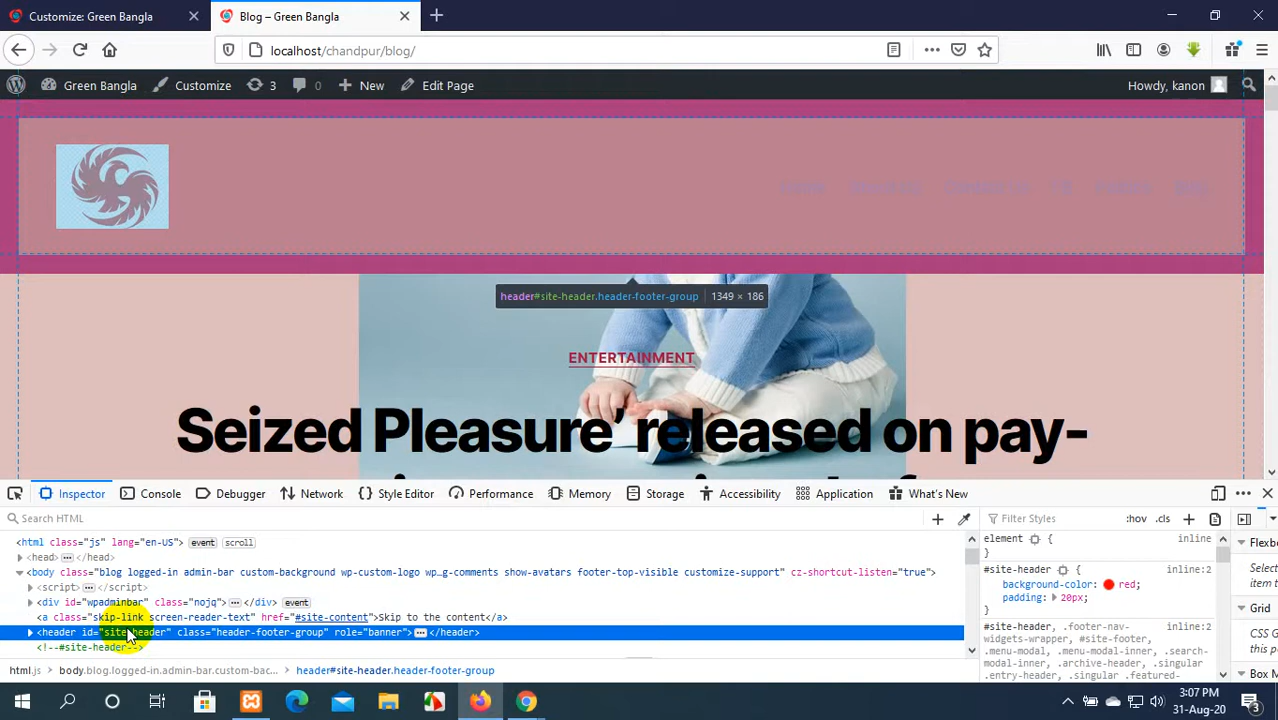 Customize: Green Bangla
Blog – Green Bangla
localhost/chandpur/blog/
Green Bangla
Customize
3
0
New
Edit Page
Howdy, kanon
header#site-header.header-footer-group
1349 × 186
ENTERTAINMENT
Seized Pleasure’ released on pay-
Inspector
Console
Debugger
Network
Style Editor
Performance
Memory
Storage
Accessibility
Application
What's New
Search HTML
Filter Styles
:hov
.cls
<html class="js" lang="en-US"> event scroll
<head> </head>
<body class="blog logged-in admin-bar custom-background wp-custom-logo wp…g-comments show-avatars footer-top-visible customize-support" cz-shortcut-listen="true">
<script> </script>
<div id="wpadminbar" class="nojq"> </div> event
<a class="skip-link screen-reader-text" href="#site-content">Skip to the content</a>
<header id="site-header" class="header-footer-group" role="banner"> </header>
<!--#site-header-->
element { inline
}
#site-header { inline:2
background-color: red;
padding: 20px;
}
#site-header, .footer-nav- inline:2
widgets-wrapper, #site-footer,
.menu-modal, .menu-modal-inner, .search-
modal-inner, .archive-header, .singular
.entry-header, .singular .featured-
Flexbo
Select
item t
Grid
CSS G
this p
Box M
html.js
body.blog.logged-in.admin-bar.custom-bac...
header#site-header.header-footer-group
3:07 PM
31-Aug-20
3